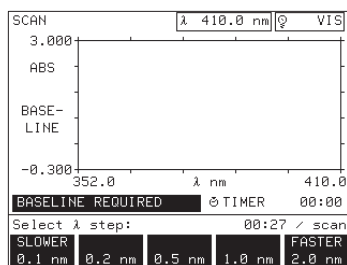 SCAN λ 410.0 nm VIS
3.000
ABS
BASE-
LINE
-0.300
352.0 λ nm 410.0
BASELINE REQUIRED TIMER 00:00
Select λ step: 00:27 / scan
SLOWER FASTER
0.1 nm 0.2 nm 0.5 nm 1.0 nm 2.0 nm